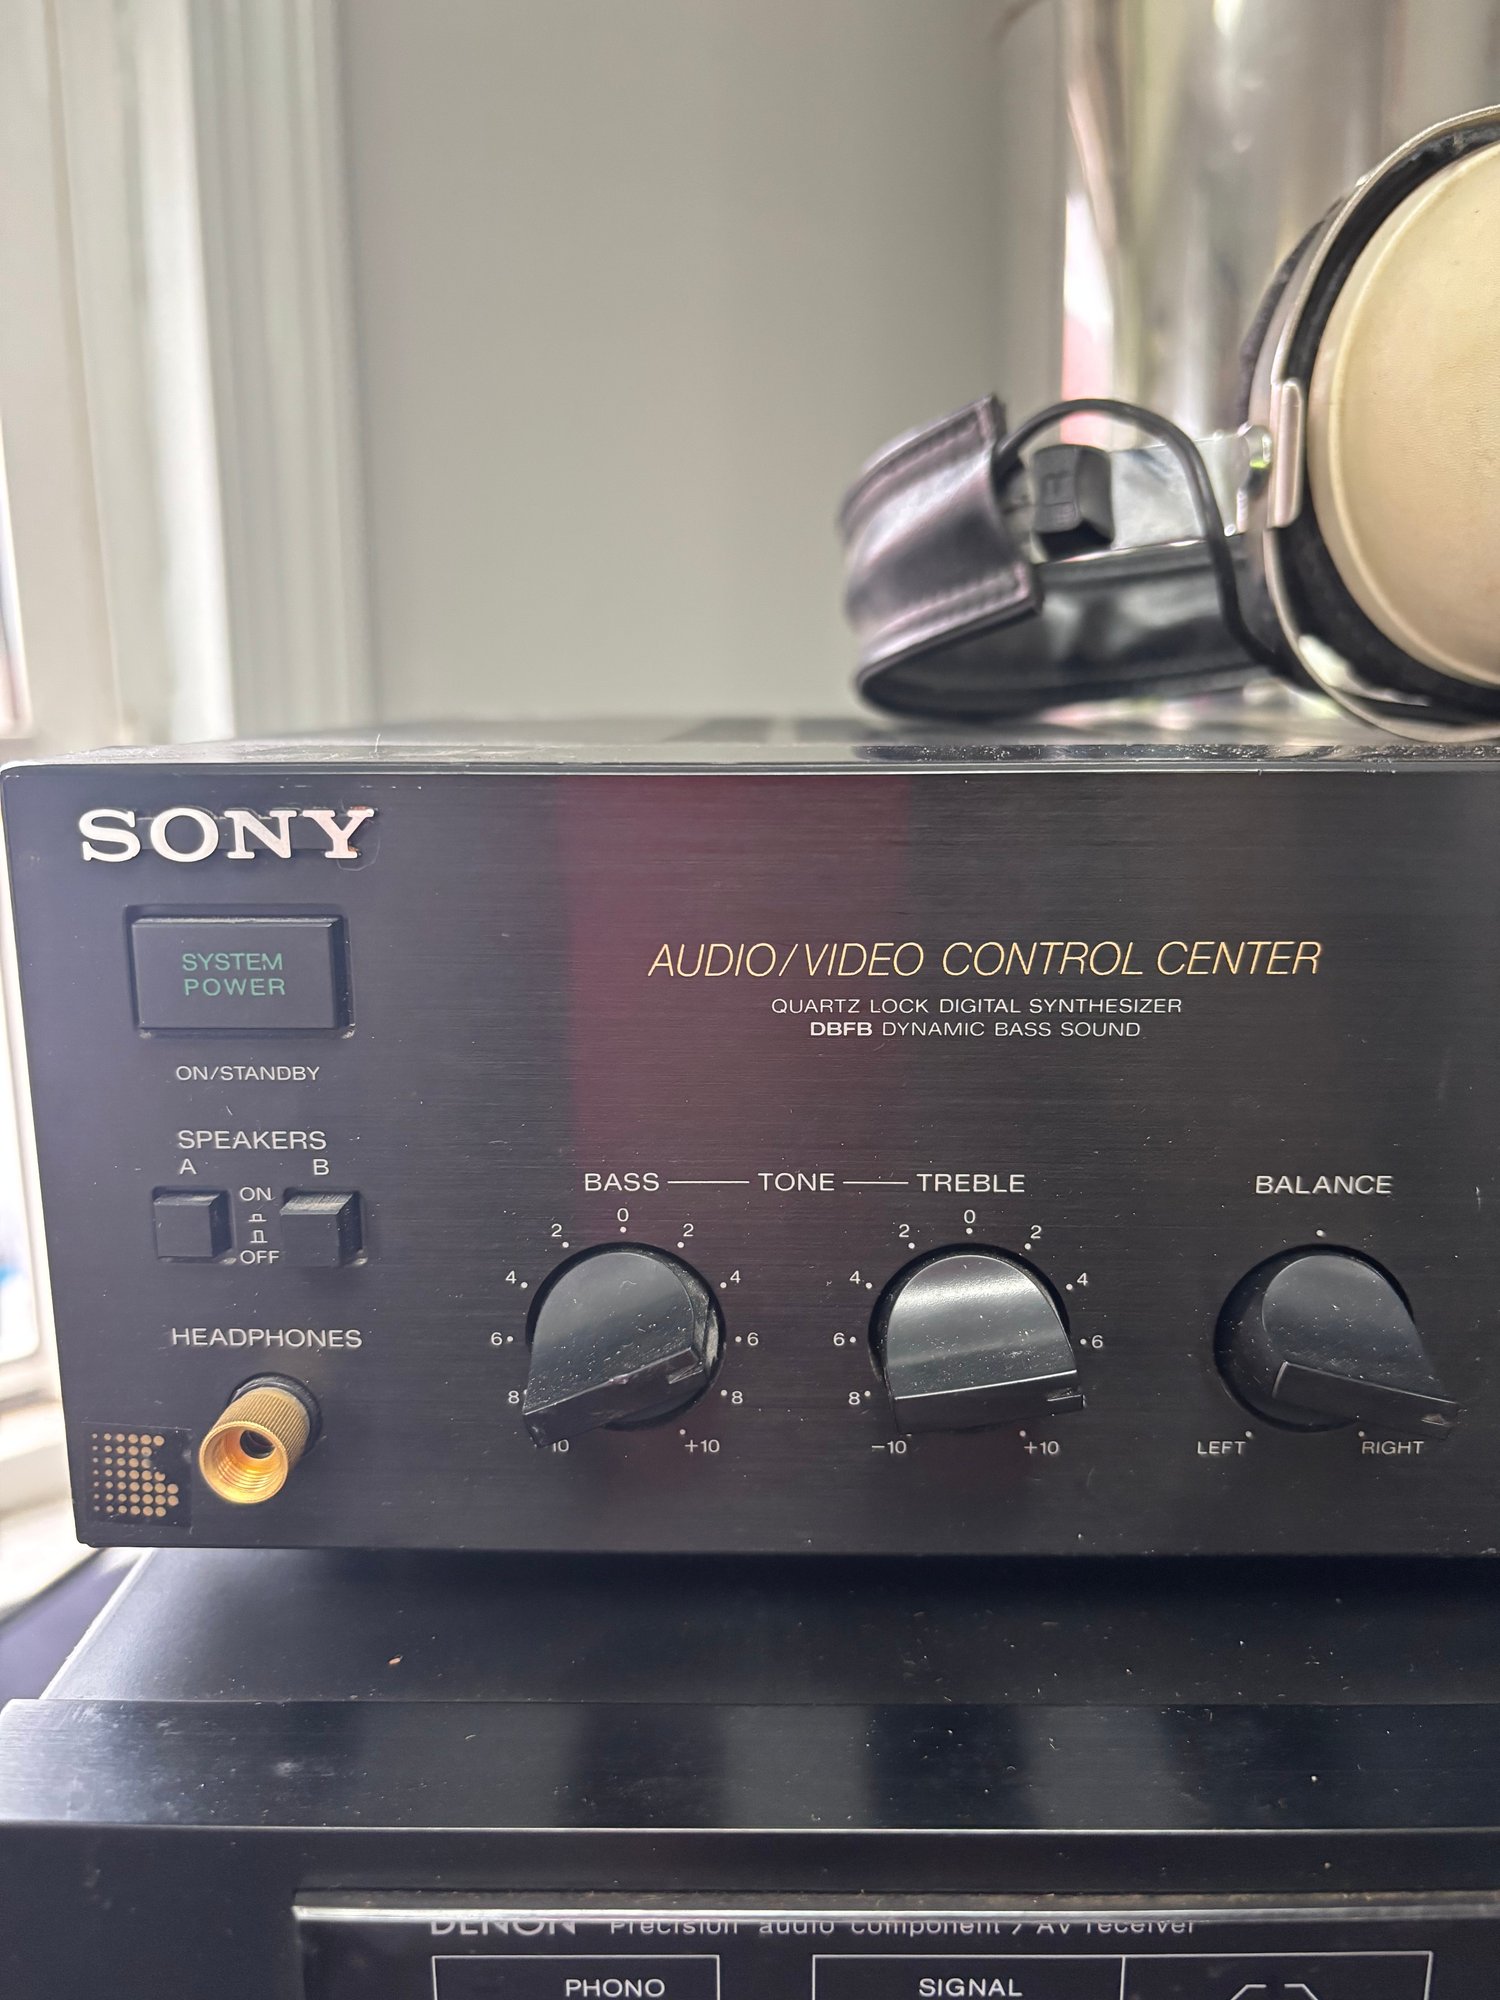 SONY
SYSTEM
POWER
ON/STANDBY
AUDIO/VIDEO CONTROL CENTER
QUARTZ LOCK DIGITAL SYNTHESIZER
DBFB DYNAMIC BASS SOUND
SPEAKERS
A B
ON
OFF
HEADPHONES
BASS TONE TREBLE
2 0 2
4 4
6 6
8 8
10 +10
2 0 2
4 4
6 6
8
-10 +10
BALANCE
LEFT RIGHT
DENON Precision audio component / AV receiver
PHONO SIGNAL